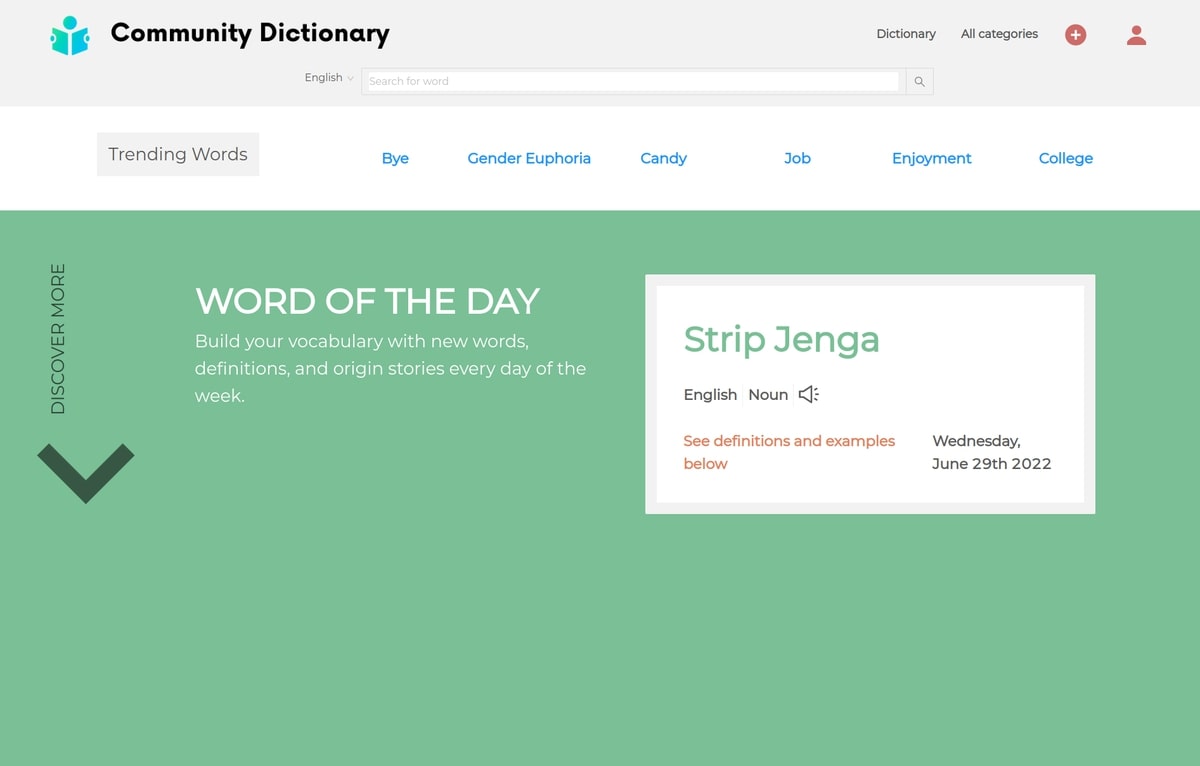 Community Dictionary
Dictionary
All categories
English
Search for word
Trending Words
Bye
Gender Euphoria
Candy
Job
Enjoyment
College
DISCOVER MORE
WORD OF THE DAY
Build your vocabulary with new words,
definitions, and origin stories every day of the
week.
Strip Jenga
English Noun
See definitions and examples
below
Wednesday,
June 29th 2022